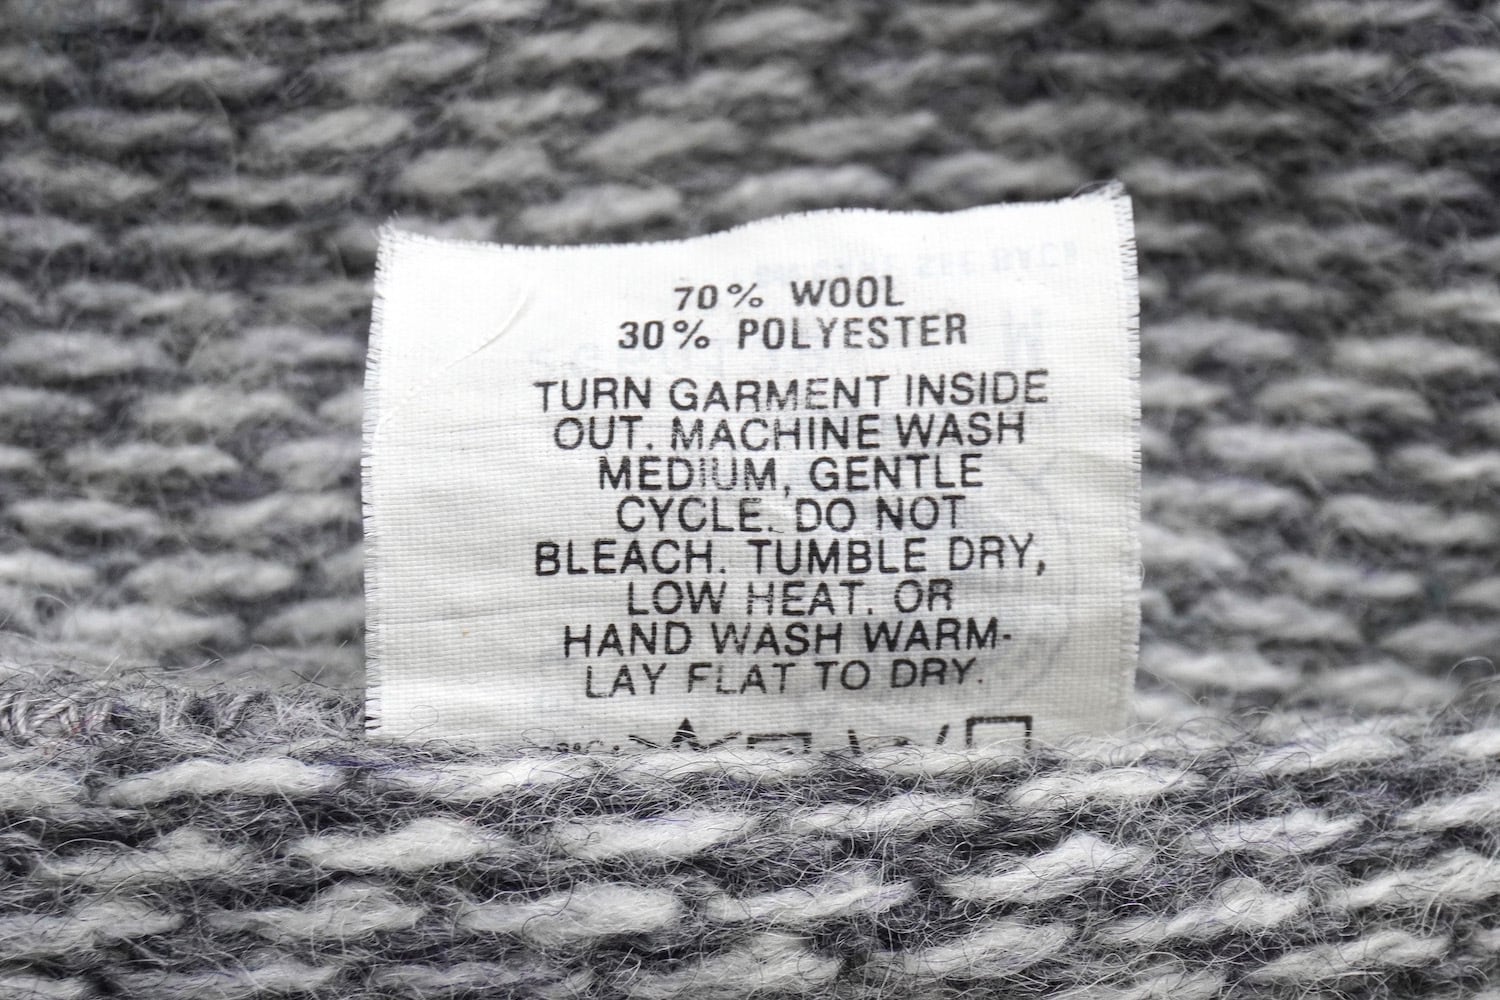 70% WOOL
30% POLYESTER
TURN GARMENT INSIDE
OUT. MACHINE WASH
MEDIUM, GENTLE
CYCLE. DO NOT
BLEACH. TUMBLE DRY,
LOW HEAT. OR
HAND WASH WARM-
LAY FLAT TO DRY.